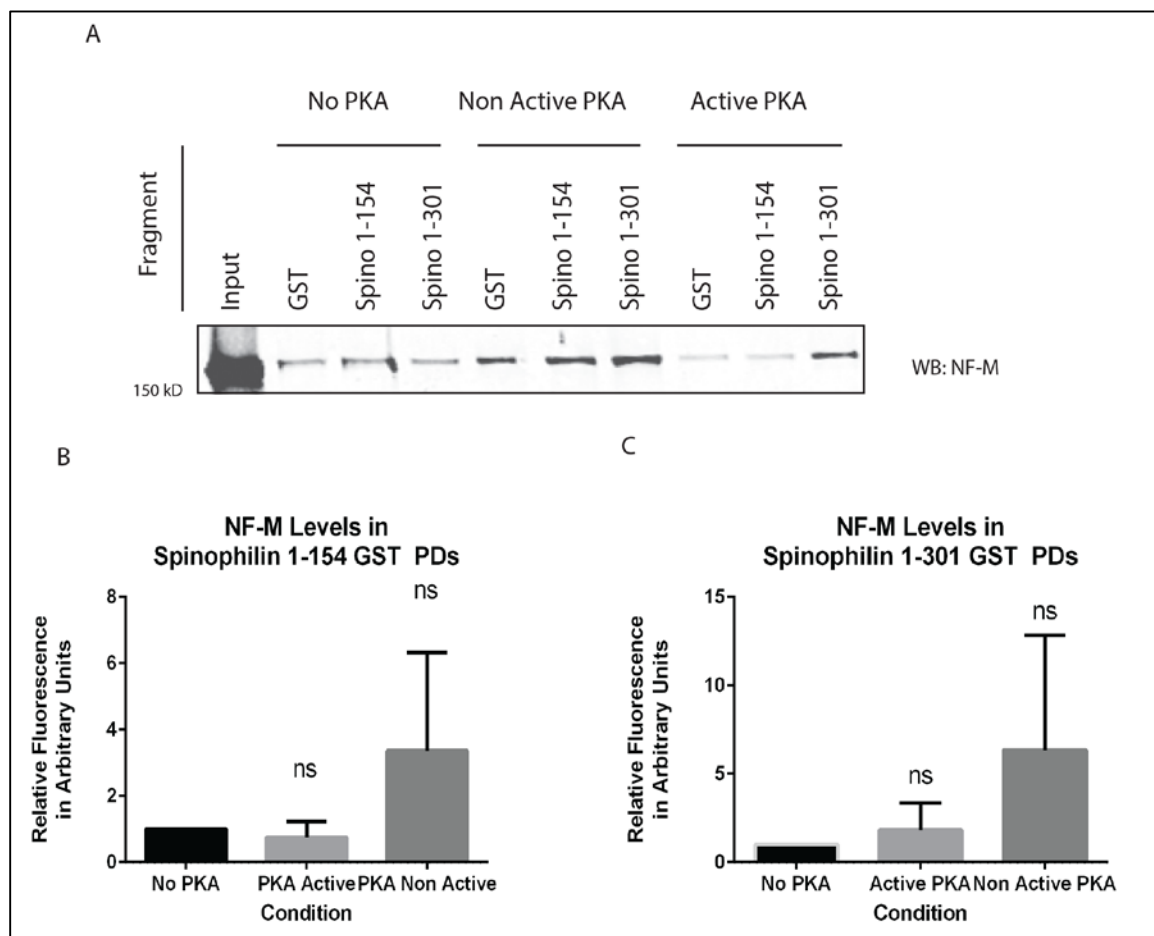 A
No PKA Non Active PKA Active PKA
Fragment
Input
GST
Spino 1-154
Spino 1-301
GST
Spino 1-154
Spino 1-301
GST
Spino 1-154
Spino 1-301
150 kD
WB: NF-M
B
NF-M Levels in
Spinophilin 1-154 GST PDs
Relative Fluorescence
in Arbitrary Units
8
6
4
2
0
ns
ns
No PKA PKA Active PKA Non Active
Condition
C
NF-M Levels in
Spinophilin 1-301 GST PDs
Relative Fluorescence
in Arbitrary Units
15
10
5
0
ns
ns
No PKA Active PKA Non Active PKA
Condition